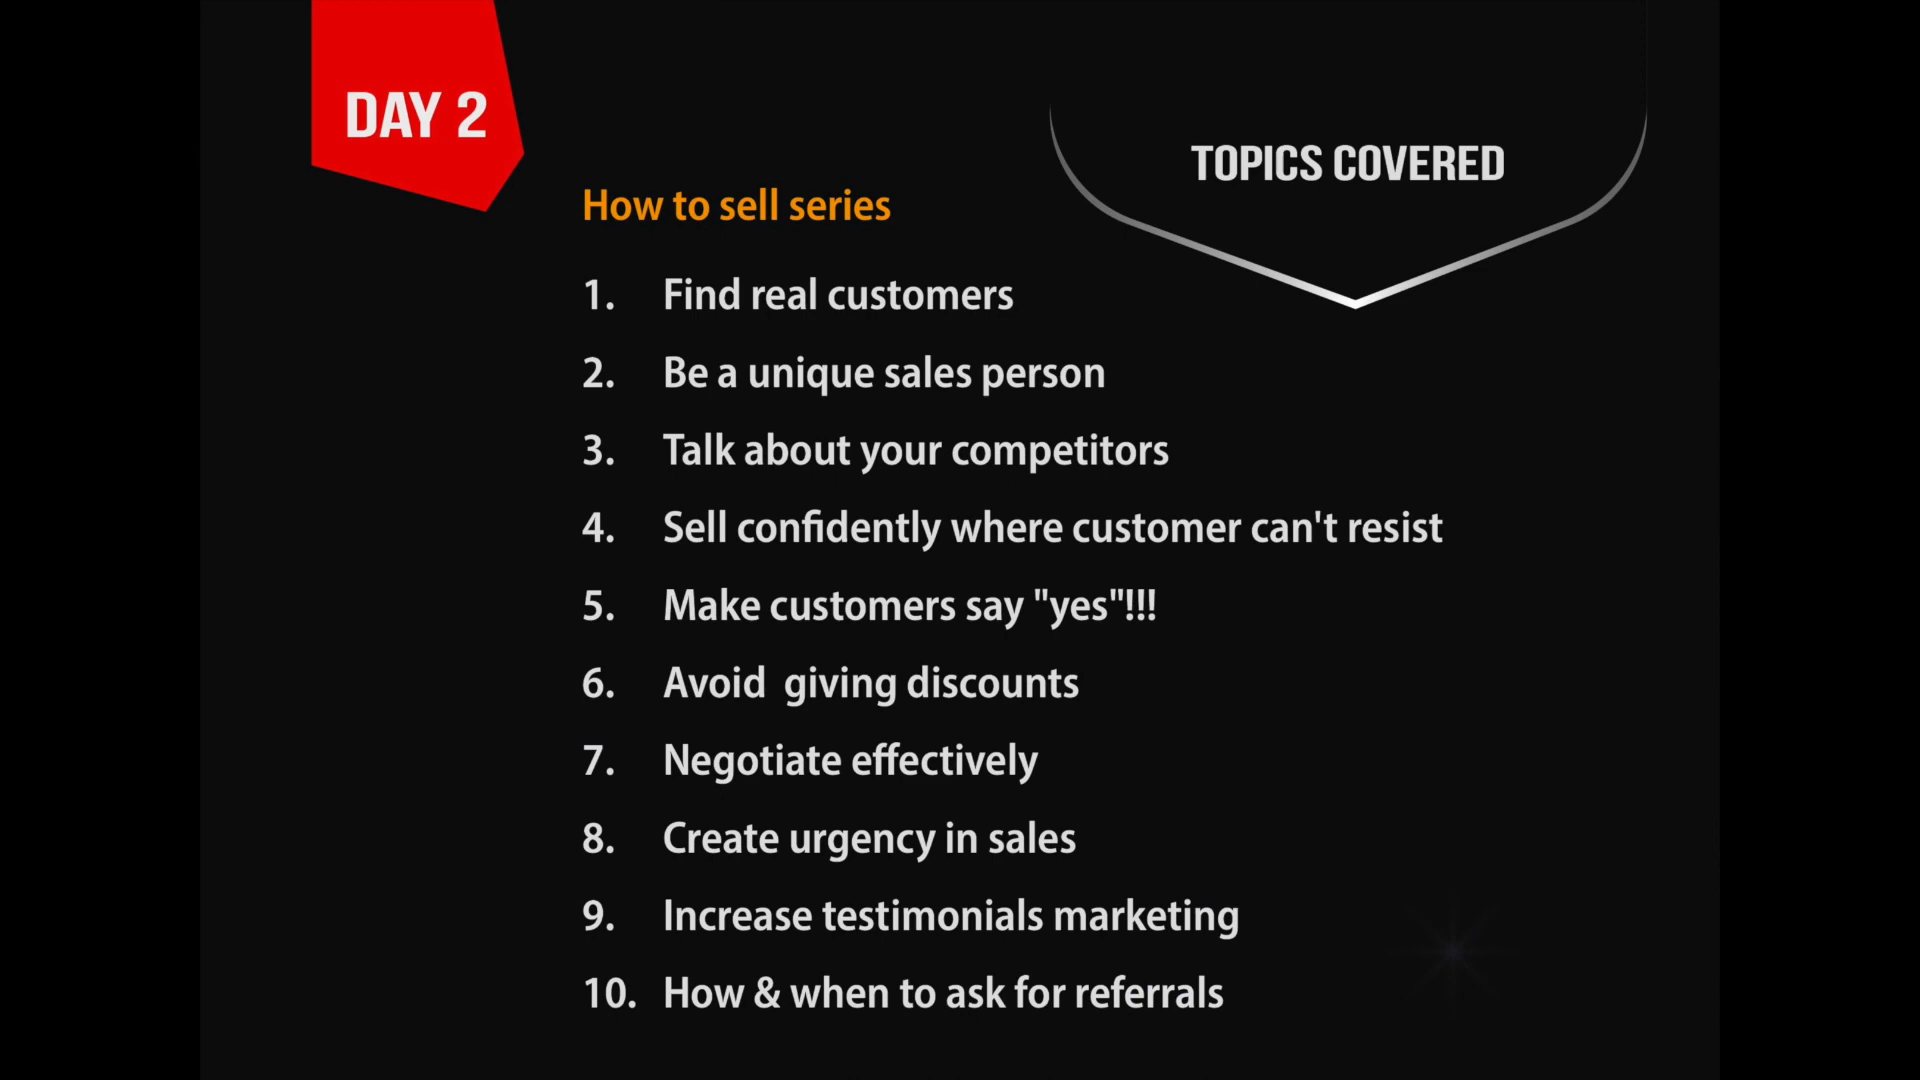 DAY 2
TOPICS COVERED
How to sell series
1. Find real customers
2. Be a unique sales person
3. Talk about your competitors
4. Sell confidently where customer can't resist
5. Make customers say "yes"!!!
6. Avoid  giving discounts
7. Negotiate effectively
8. Create urgency in sales
9. Increase testimonials marketing
10. How & when to ask for referrals